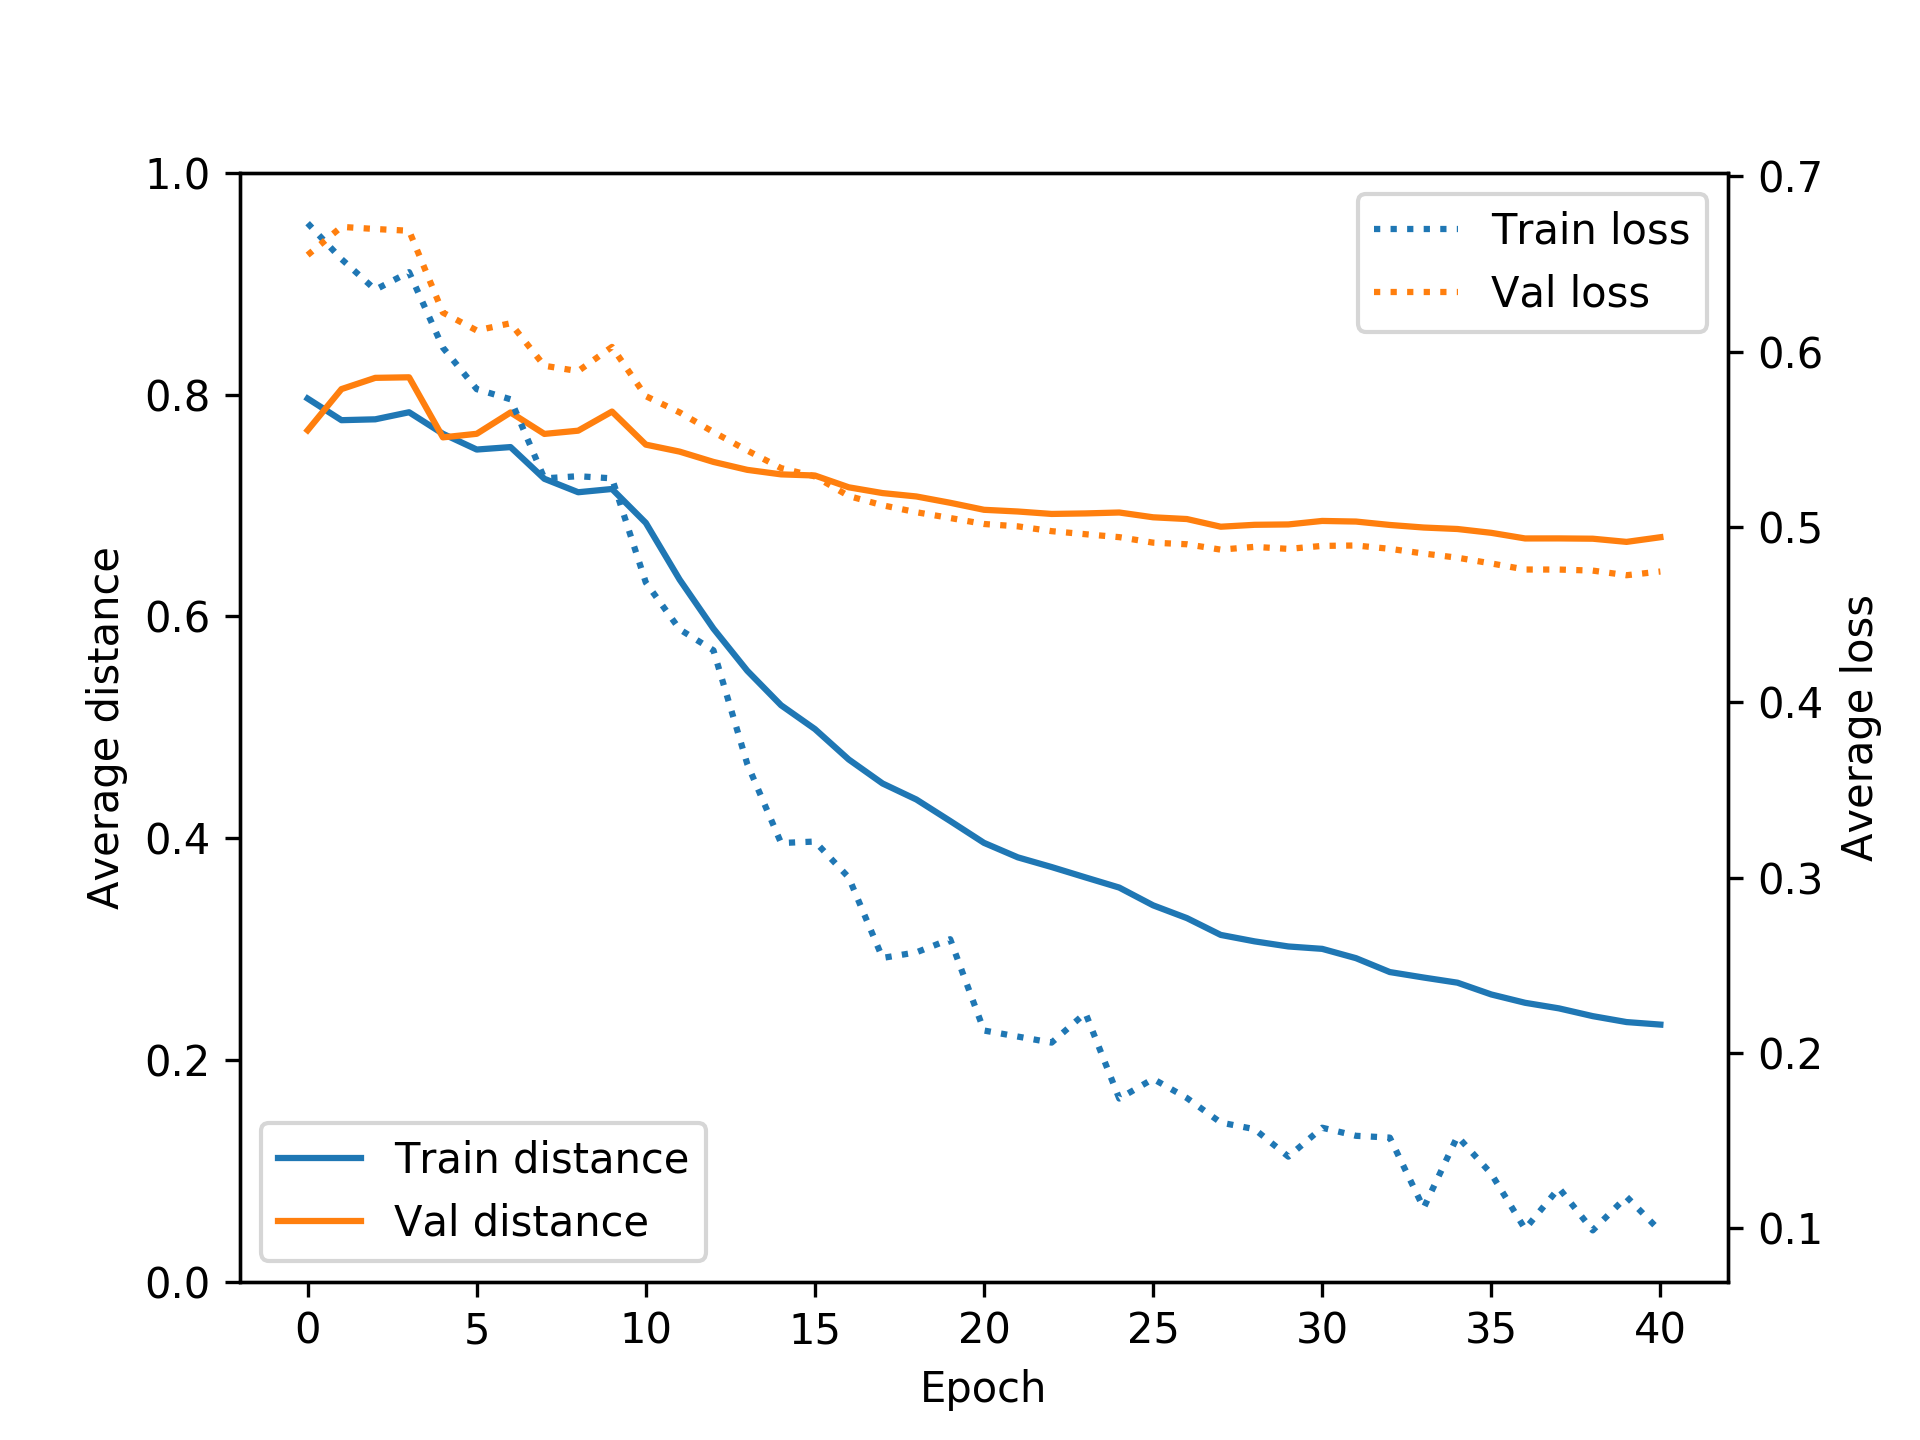 1.0
0.8
0.6
0.4
0.2
0.0
Average distance
0.7
0.6
0.5
0.4
0.3
0.2
0.1
Average loss
Train loss
Val loss
Train distance
Val distance
0 5 10 15 20 25 30 35 40
Epoch